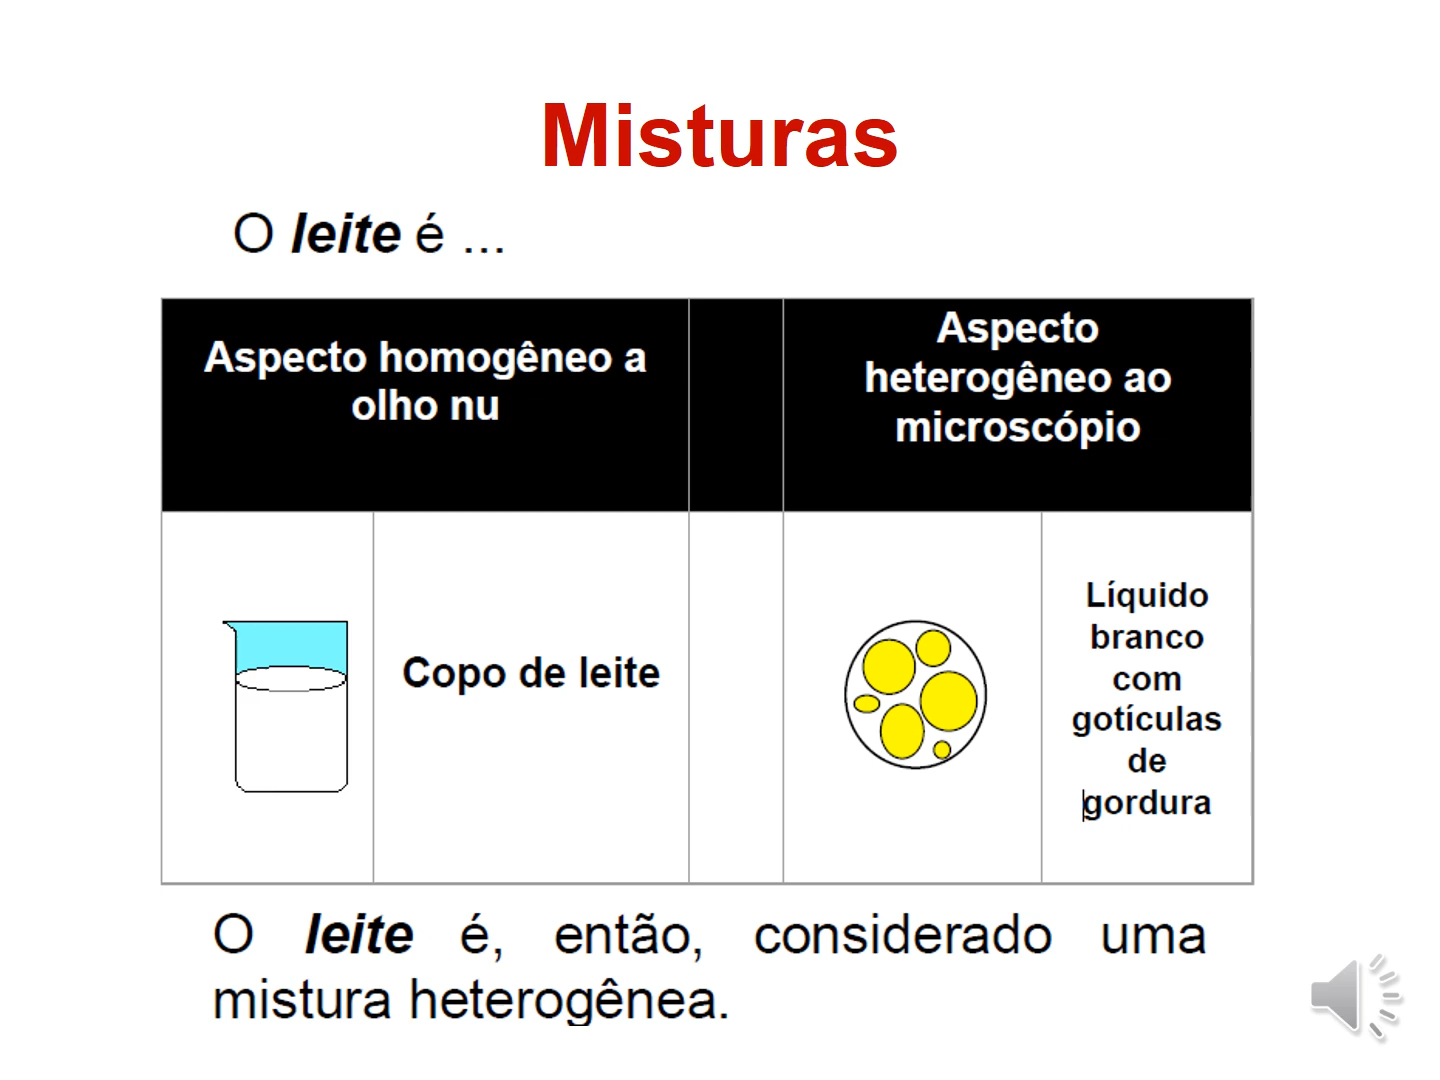 Misturas
O leite é ...
Aspecto homogêneo a
olho nu
Aspecto
heterogêneo ao
microscópio
Copo de leite
Líquido
branco
com
gotículas
de
gordura
O leite é, então, considerado uma
mistura heterogênea.